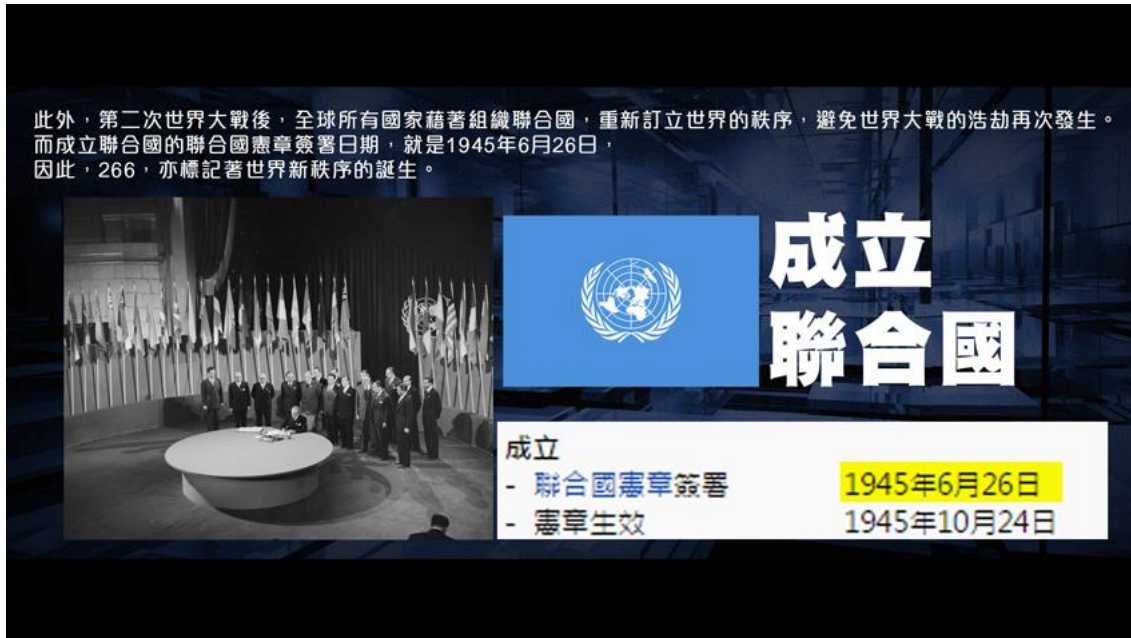 此外，第二次世界大戰後，全球所有國家藉著組織聯合國，重新訂立世界的秩序，避免世界大戰的浩劫再次發生。
而成立聯合國的聯合國憲章簽署日期，就是1945年6月26日，
因此，266，亦標記著世界新秩序的誕生。
成立
聯合國
成立
- 聯合國憲章簽署 1945年6月26日
- 憲章生效 1945年10月24日